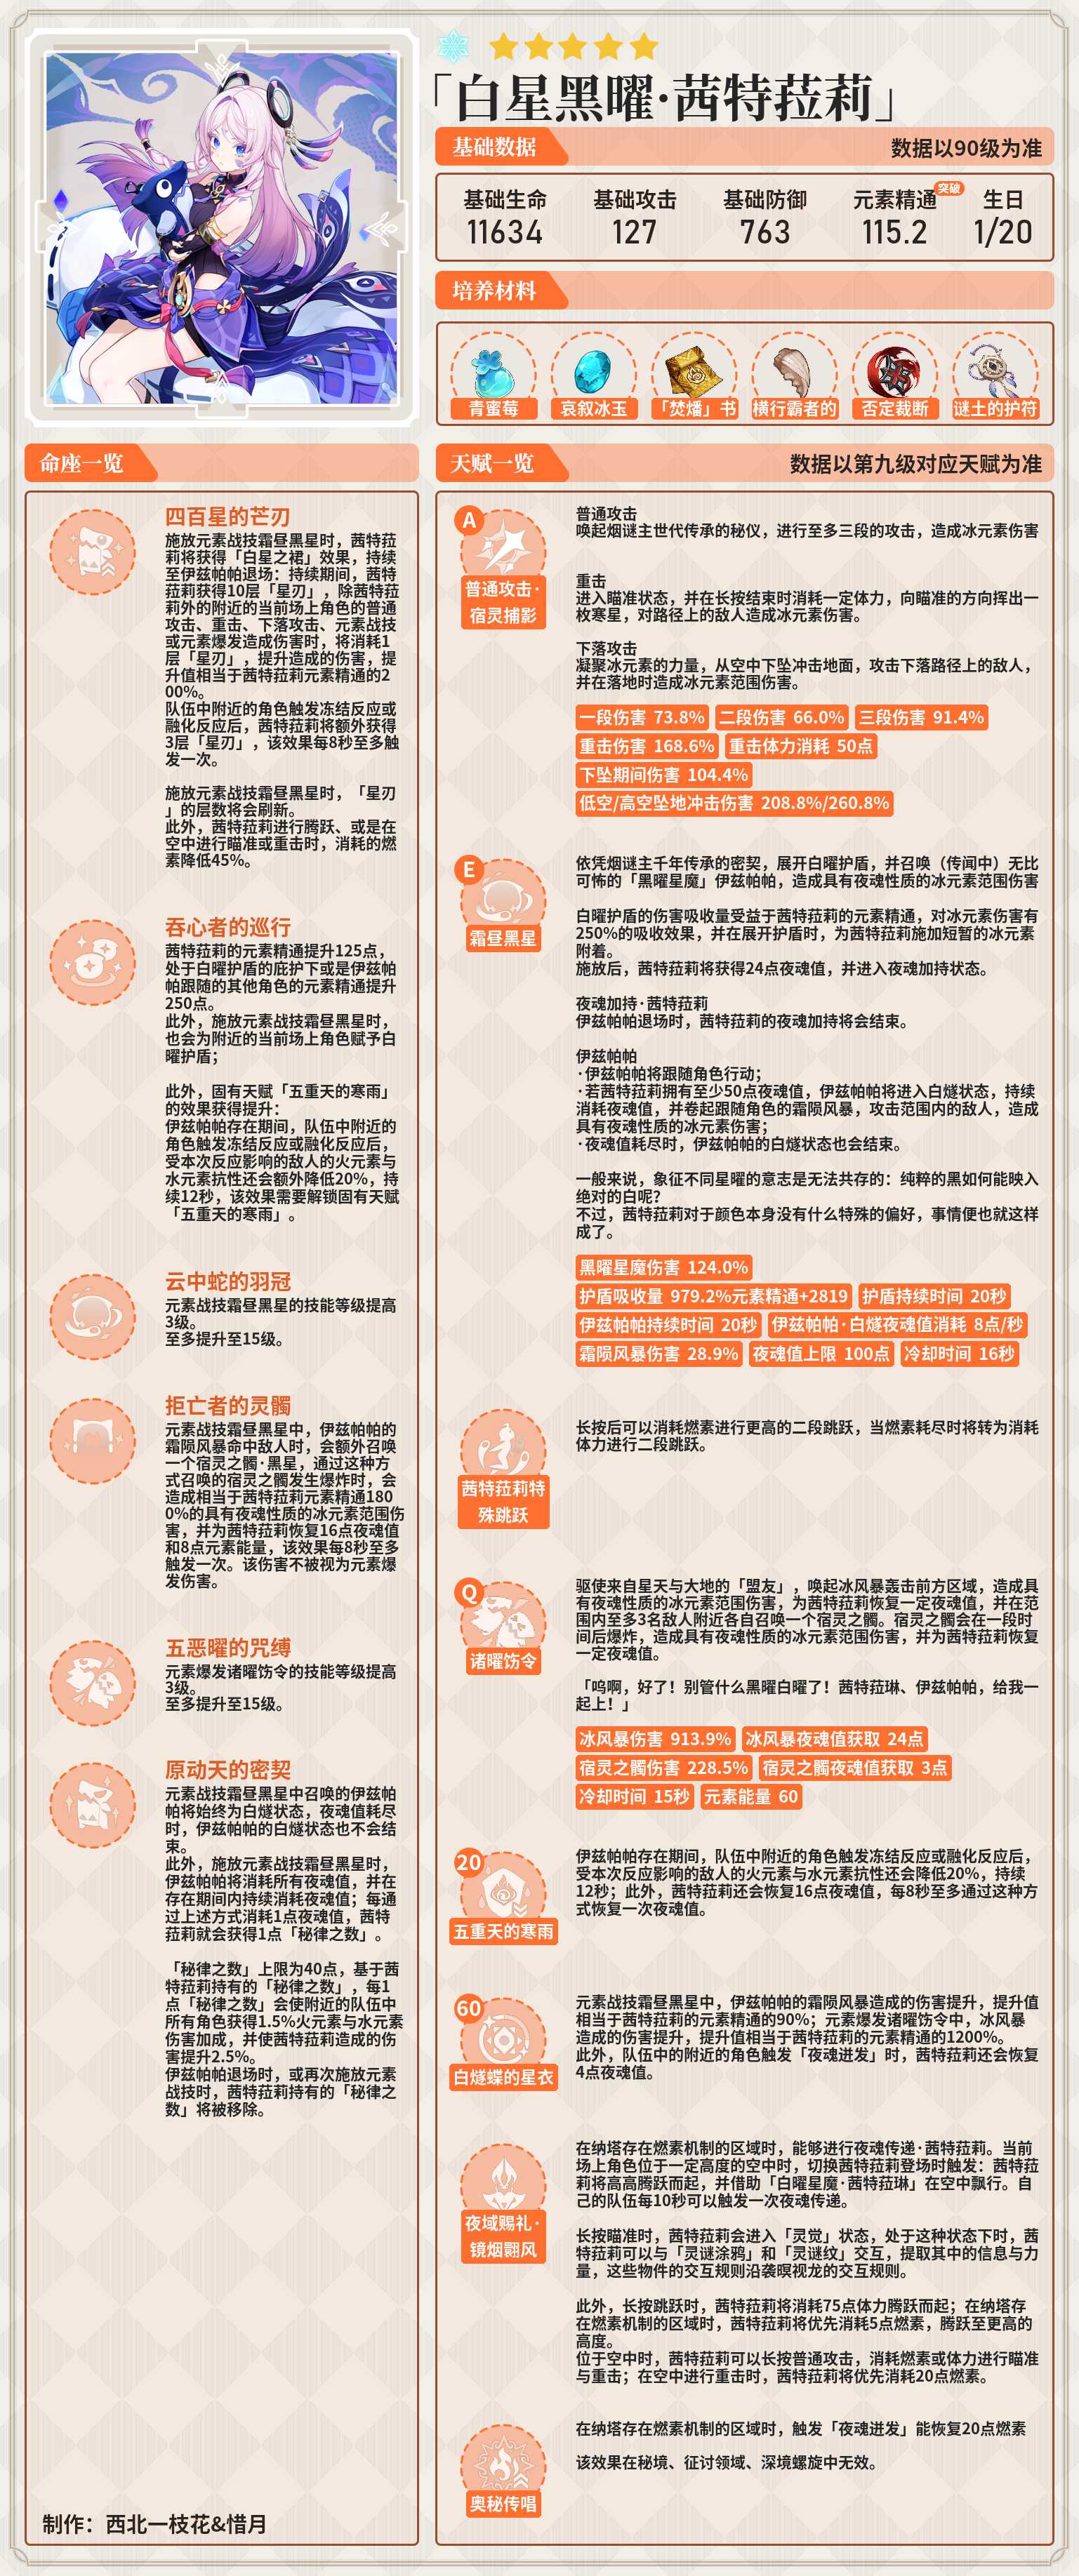 「白星黑曜·茜特菈莉」
基础数据
数据以90级为准
基础生命
基础攻击
基础防御
元素精通
突破
生日
11634
127
763
115.2
1/20
培养材料
青蜜莓
哀叙冰玉
「焚燔」书
横行霸者的
否定裁断
谜土的护符
命座一览
四百星的芒刃
施放元素战技霜昼黑星时，茜特菈
莉将获得「白星之裙」效果，持续
至伊兹帕帕退场：持续期间，茜特
菈莉获得10层「星刃」，除茜特菈
莉外的附近的当前场上角色的普通
攻击、重击、下落攻击、元素战技
或元素爆发造成伤害时，将消耗1
层「星刃」，提升造成的伤害，提
升值相当于茜特菈莉元素精通的2
00%。
队伍中附近的角色触发冻结反应或
融化反应后，茜特菈莉将额外获得
3层「星刃」，该效果每8秒至多触
发一次。
施放元素战技霜昼黑星时，「星刃
」的层数将会刷新。
此外，茜特菈莉进行腾跃、或是在
空中进行瞄准或重击时，消耗的燃
素降低45%。
吞心者的巡行
茜特菈莉的元素精通提升125点，
处于白曜护盾的庇护下或是伊兹帕
帕跟随的其他角色的元素精通提升
250点。
此外，施放元素战技霜昼黑星时，
也会为附近的当前场上角色赋予白
曜护盾；
此外，固有天赋「五重天的寒雨」
的效果获得提升：
伊兹帕帕存在期间，队伍中附近的
角色触发冻结反应或融化反应后，
受本次反应影响的敌人的火元素与
水元素抗性还会额外降低20%，持
续12秒，该效果需要解锁固有天赋
「五重天的寒雨」。
云中蛇的羽冠
元素战技霜昼黑星的技能等级提高
3级。
至多提升至15级。
拒亡者的灵髑
元素战技霜昼黑星中，伊兹帕帕的
霜陨风暴命中敌人时，会额外召唤
一个宿灵之髑·黑星，通过这种方
式召唤的宿灵之髑发生爆炸时，会
造成相当于茜特菈莉元素精通180
0%的具有夜魂性质的冰元素范围伤
害，并为茜特菈莉恢复16点夜魂值
和8点元素能量，该效果每8秒至多
触发一次。该伤害不被视为元素爆
发伤害。
五恶曜的咒缚
元素爆发诸曜饬令的技能等级提高
3级。
至多提升至15级。
原动天的密契
元素战技霜昼黑星中召唤的伊兹帕
帕将始终为白燧状态，夜魂值耗尽
时，伊兹帕帕的白燧状态也不会结
束。
此外，施放元素战技霜昼黑星时，
伊兹帕帕将消耗所有夜魂值，并在
存在期间内持续消耗夜魂值；每通
过上述方式消耗1点夜魂值，茜特
菈莉就会获得1点「秘律之数」。
「秘律之数」上限为40点，基于茜
特菈莉持有的「秘律之数」，每1
点「秘律之数」会使附近的队伍中
所有角色获得1.5%火元素与水元素
伤害加成，并使茜特菈莉造成的伤
害提升2.5%。
伊兹帕帕退场时，或再次施放元素
战技时，茜特菈莉持有的「秘律之
数」将被移除。
制作：西北一枝花&惜月
天赋一览
数据以第九级对应天赋为准
A
普通攻击·
宿灵捕影
普通攻击
唤起烟谜主世代传承的秘仪，进行至多三段的攻击，造成冰元素伤害
重击
进入瞄准状态，并在长按结束时消耗一定体力，向瞄准的方向挥出一
枚寒星，对路径上的敌人造成冰元素伤害。
下落攻击
凝聚冰元素的力量，从空中下坠冲击地面，攻击下落路径上的敌人，
并在落地时造成冰元素范围伤害。
一段伤害 73.8% 二段伤害 66.0% 三段伤害 91.4%
重击伤害 168.6% 重击体力消耗 50点
下坠期间伤害 104.4%
低空/高空坠地冲击伤害 208.8%/260.8%
E
霜昼黑星
依凭烟谜主千年传承的密契，展开白曜护盾，并召唤（传闻中）无比
可怖的「黑曜星魔」伊兹帕帕，造成具有夜魂性质的冰元素范围伤害
白曜护盾的伤害吸收量受益于茜特菈莉的元素精通，对冰元素伤害有
250%的吸收效果，并在展开护盾时，为茜特菈莉施加短暂的冰元素
附着。
施放后，茜特菈莉将获得24点夜魂值，并进入夜魂加持状态。
夜魂加持·茜特菈莉
伊兹帕帕退场时，茜特菈莉的夜魂加持将会结束。
伊兹帕帕
·伊兹帕帕将跟随角色行动；
·若茜特菈莉拥有至少50点夜魂值，伊兹帕帕将进入白燧状态，持续
消耗夜魂值，并卷起跟随角色的霜陨风暴，攻击范围内的敌人，造成
具有夜魂性质的冰元素伤害；
·夜魂值耗尽时，伊兹帕帕的白燧状态也会结束。
一般来说，象征不同星曜的意志是无法共存的：纯粹的黑如何能映入
绝对的白呢？
不过，茜特菈莉对于颜色本身没有什么特殊的偏好，事情便也就这样
成了。
黑曜星魔伤害 124.0%
护盾吸收量 979.2%元素精通+2819 护盾持续时间 20秒
伊兹帕帕持续时间 20秒 伊兹帕帕·白燧夜魂值消耗 8点/秒
霜陨风暴伤害 28.9% 夜魂值上限 100点 冷却时间 16秒
茜特菈莉特
殊跳跃
长按后可以消耗燃素进行更高的二段跳跃，当燃素耗尽时将转为消耗
体力进行二段跳跃。
Q
诸曜饬令
驱使来自星天与大地的「盟友」，唤起冰风暴轰击前方区域，造成具
有夜魂性质的冰元素范围伤害，为茜特菈莉恢复一定夜魂值，并在范
围内至多3名敌人附近各自召唤一个宿灵之髑。宿灵之髑会在一段时
间后爆炸，造成具有夜魂性质的冰元素范围伤害，并为茜特菈莉恢复
一定夜魂值。
「呜啊，好了！别管什么黑曜白曜了！茜特菈琳、伊兹帕帕，给我一
起上！」
冰风暴伤害 913.9% 冰风暴夜魂值获取 24点
宿灵之髑伤害 228.5% 宿灵之髑夜魂值获取 3点
冷却时间 15秒 元素能量 60
20
五重天的寒雨
伊兹帕帕存在期间，队伍中附近的角色触发冻结反应或融化反应后，
受本次反应影响的敌人的火元素与水元素抗性还会降低20%，持续
12秒；此外，茜特菈莉还会恢复16点夜魂值，每8秒至多通过这种方
式恢复一次夜魂值。
60
白燧蝶的星衣
元素战技霜昼黑星中，伊兹帕帕的霜陨风暴造成的伤害提升，提升值
相当于茜特菈莉的元素精通的90%；元素爆发诸曜饬令中，冰风暴
造成的伤害提升，提升值相当于茜特菈莉的元素精通的1200%。
此外，队伍中的附近的角色触发「夜魂迸发」时，茜特菈莉还会恢复
4点夜魂值。
夜域赐礼·
镜烟翾风
在纳塔存在燃素机制的区域时，能够进行夜魂传递·茜特菈莉。当前
场上角色位于一定高度的空中时，切换茜特菈莉登场时触发：茜特菈
莉将高高腾跃而起，并借助「白曜星魔·茜特菈琳」在空中飘行。自
己的队伍每10秒可以触发一次夜魂传递。
长按瞄准时，茜特菈莉会进入「灵觉」状态，处于这种状态下时，茜
特菈莉可以与「灵谜涂鸦」和「灵谜纹」交互，提取其中的信息与力
量，这些物件的交互规则沿袭暝视龙的交互规则。
此外，长按跳跃时，茜特菈莉将消耗75点体力腾跃而起；在纳塔存
在燃素机制的区域时，茜特菈莉将优先消耗5点燃素，腾跃至更高的
高度。
位于空中时，茜特菈莉可以长按普通攻击，消耗燃素或体力进行瞄准
与重击；在空中进行重击时，茜特菈莉将优先消耗20点燃素。
奥秘传唱
在纳塔存在燃素机制的区域时，触发「夜魂迸发」能恢复20点燃素
该效果在秘境、征讨领域、深境螺旋中无效。